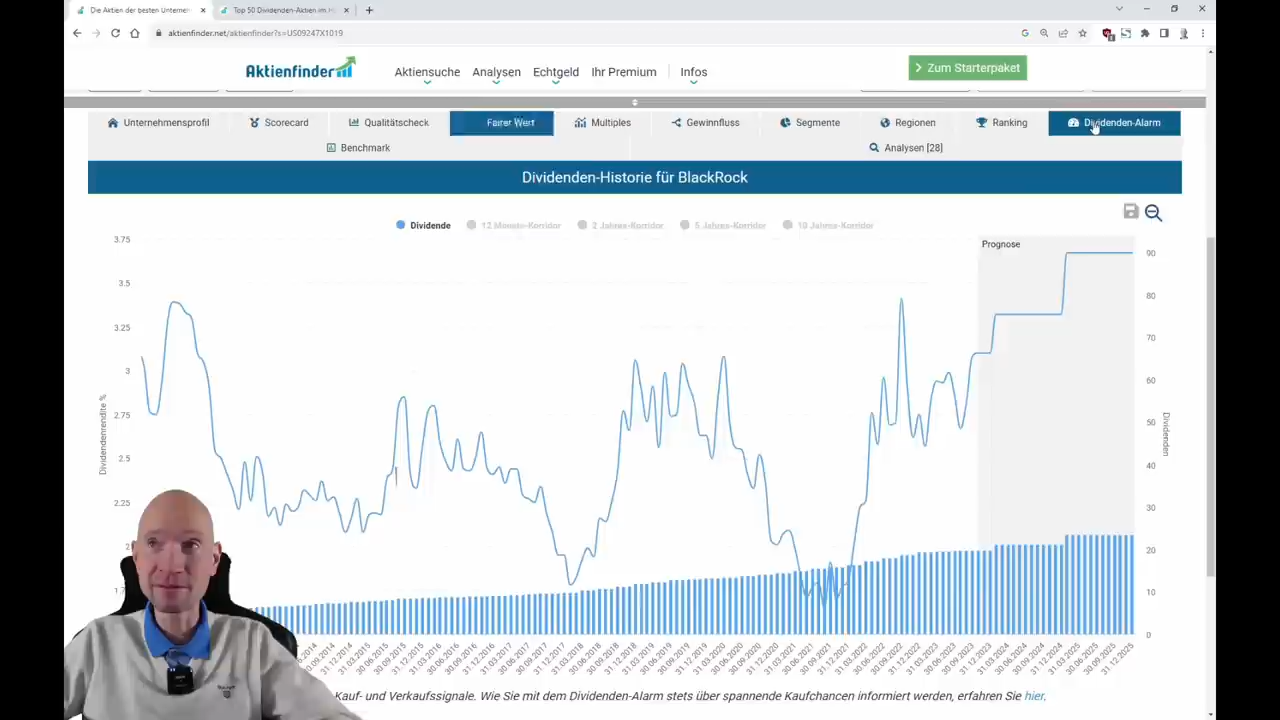 Die Aktien der besten Unterneh
Top 50 Dividenden-Aktien im
aktienfinder.net/aktienfinder?s=US09247X1019
Aktienfinder
Aktiensuche
Analysen
Echtgeld
Ihr Premium
Infos
Zum Starterpaket
Unternehmensprofil
Scorecard
Qualitätscheck
Fairer Wert
Multiples
Gewinnfluss
Segmente
Regionen
Ranking
Dividenden-Alarm
Benchmark
Analysen [28]
Dividenden-Historie für BlackRock
Dividende
12 Monats-Korridor
2 Jahres-Korridor
5 Jahres-Korridor
10 Jahres-Korridor
Prognose
3.75
3.5
3.25
3
2.75
2.5
2.25
2
1.7
Dividendenrendite %
90
80
70
60
50
40
30
20
10
0
Dividenden
Kauf- und Verkaufssignale. Wie Sie mit dem Dividenden-Alarm stets über spannende Kaufchancen informiert werden, erfahren Sie hier.